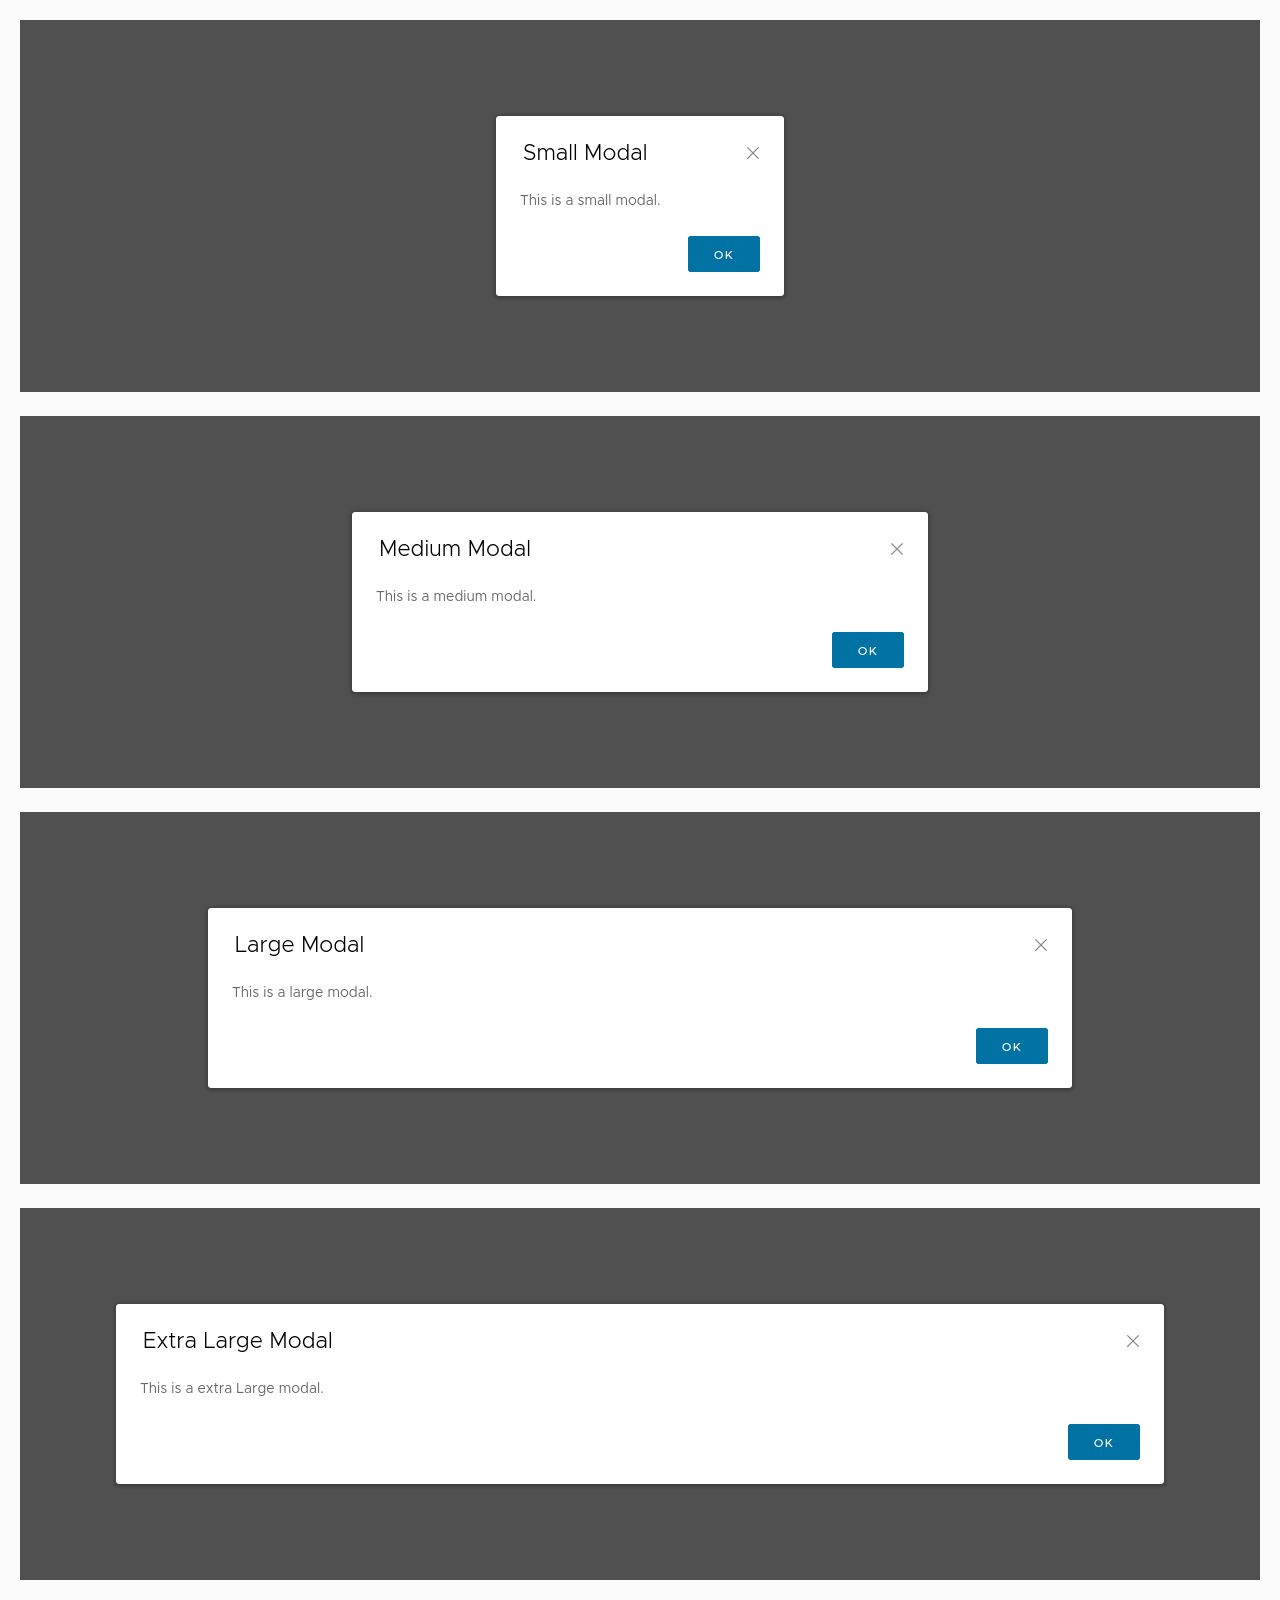 Small Modal
This is a small modal.
OK
Medium Modal
This is a medium modal.
OK
Large Modal
This is a large modal.
OK
Extra Large Modal
This is a extra Large modal.
OK